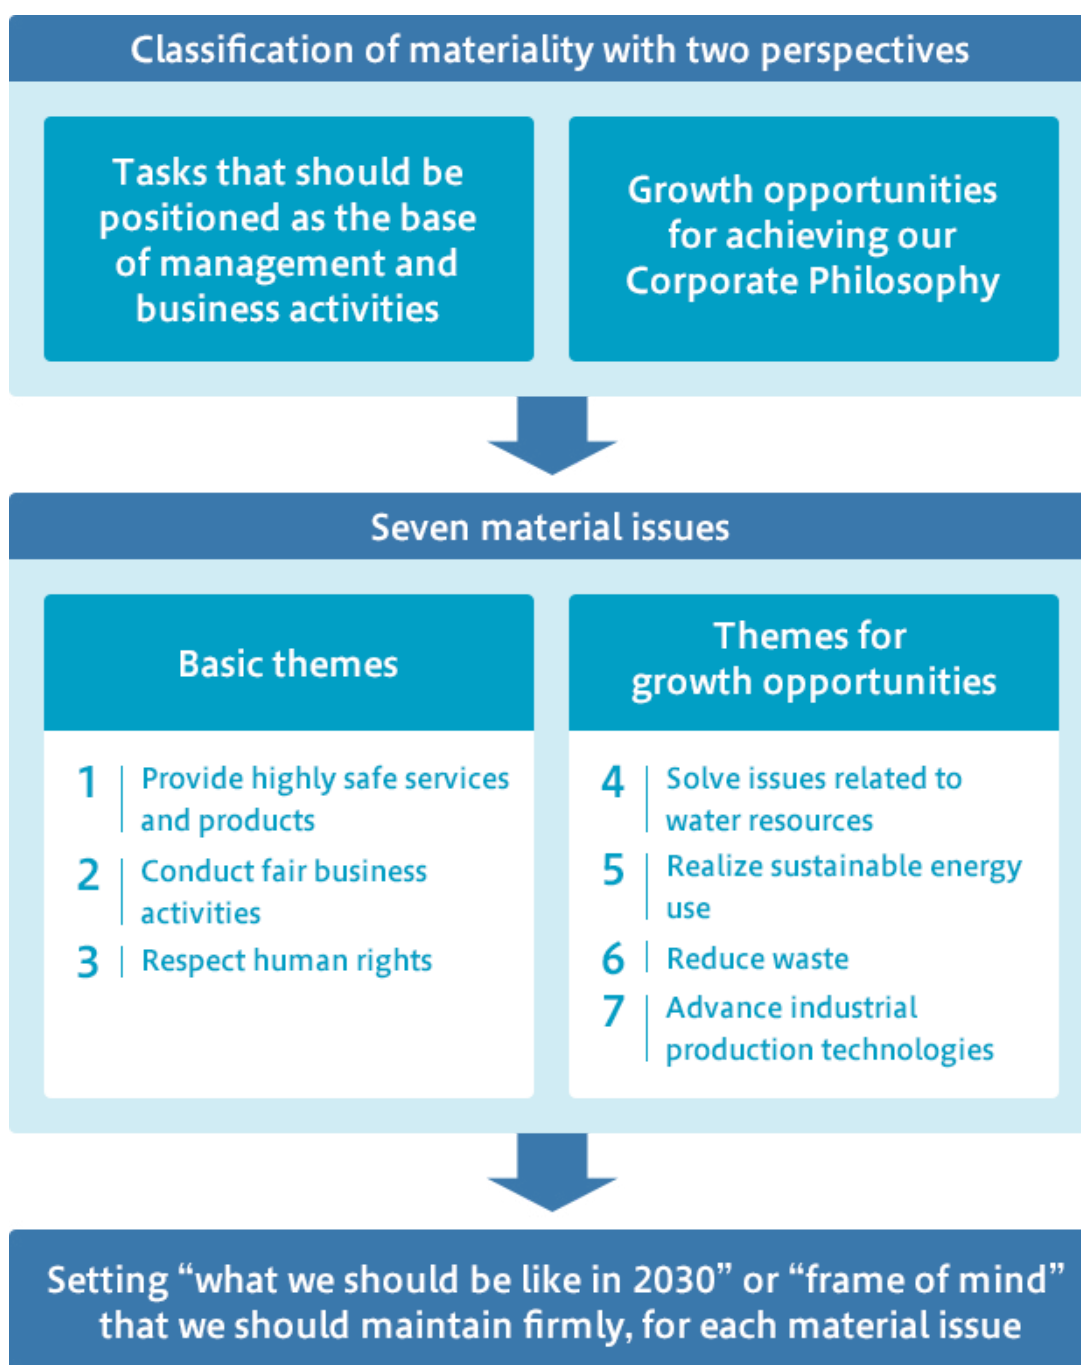 Classification of materiality with two perspectives
Tasks that should be
positioned as the base
of management and
business activities
Growth opportunities
for achieving our
Corporate Philosophy
Seven material issues
Basic themes
1 Provide highly safe services
and products
2 Conduct fair business
activities
3 Respect human rights
Themes for
growth opportunities
4 Solve issues related to
water resources
5 Realize sustainable energy
use
6 Reduce waste
7 Advance industrial
production technologies
Setting “what we should be like in 2030” or “frame of mind”
that we should maintain firmly, for each material issue